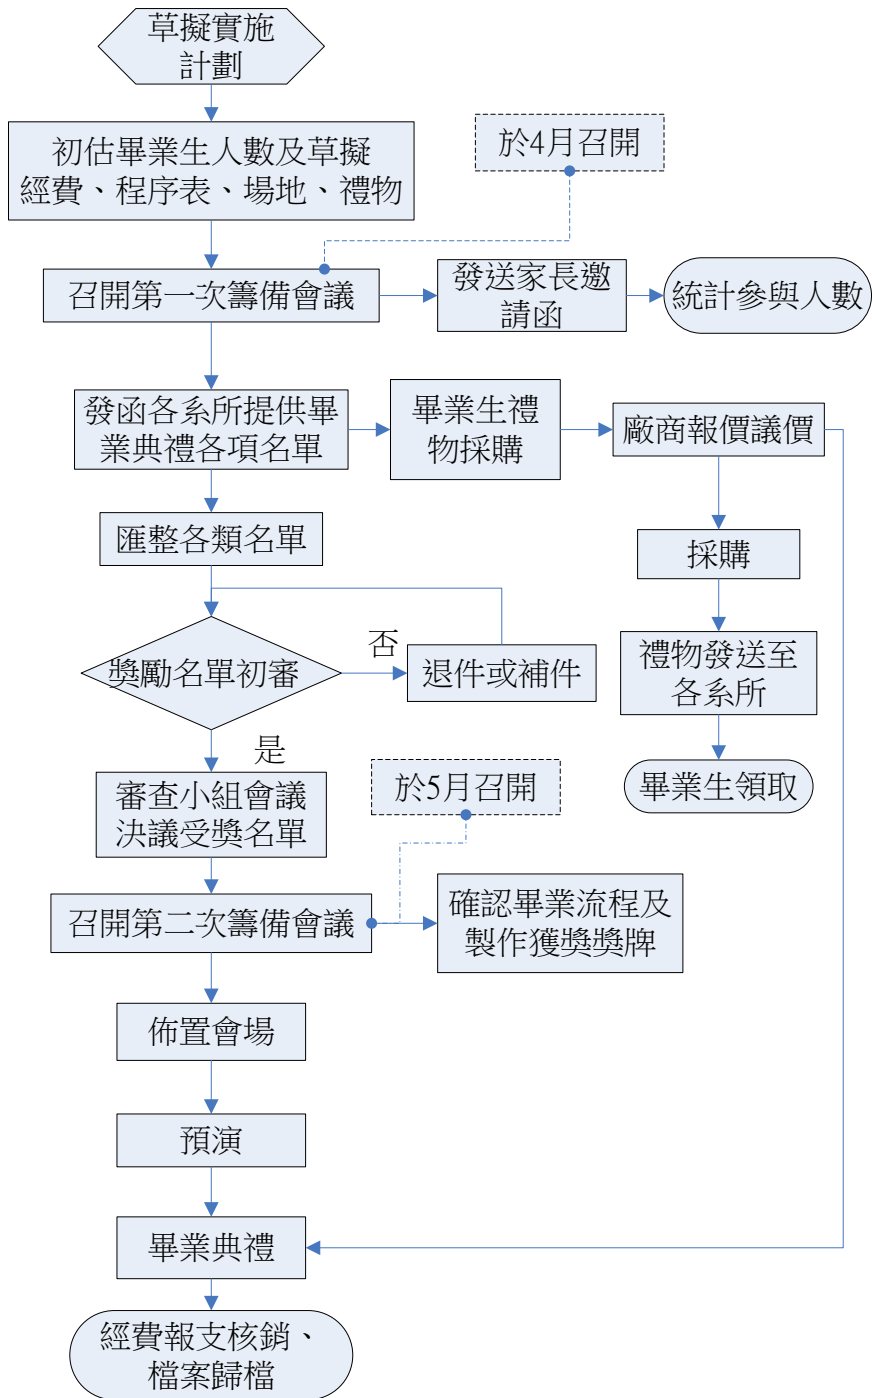 草擬實施
計劃
初估畢業生人數及草擬
經費、程序表、場地、禮物
於4月召開
召開第一次籌備會議
發送家長邀
請函
統計參與人數
發函各系所提供畢
業典禮各項名單
畢業生禮
物採購
廠商報價議價
匯整各類名單
採購
獎勵名單初審
否
退件或補件
禮物發送至
各系所
是
審查小組會議
決議受獎名單
於5月召開
畢業生領取
召開第二次籌備會議
確認畢業流程及
製作獲獎獎牌
佈置會場
預演
畢業典禮
經費報支核銷、
檔案歸檔